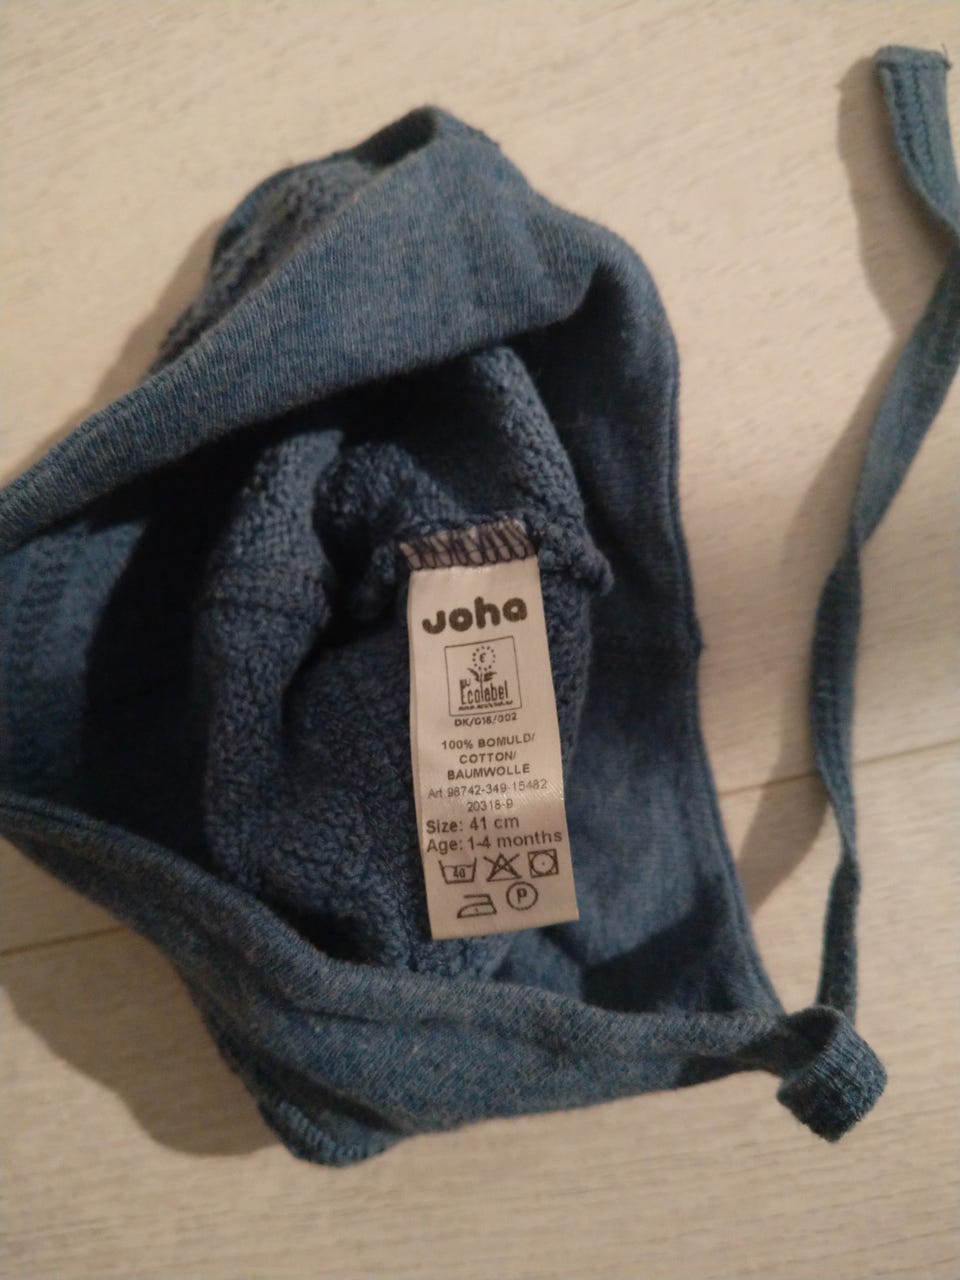 Joha
€
EU
Ecolabel
DK/016/002
100% BOMULD/
COTTON/
BAUMWOLLE
Art.98742-349-15482
20318-9
Size: 41 cm
Age: 1-4 months
40
P